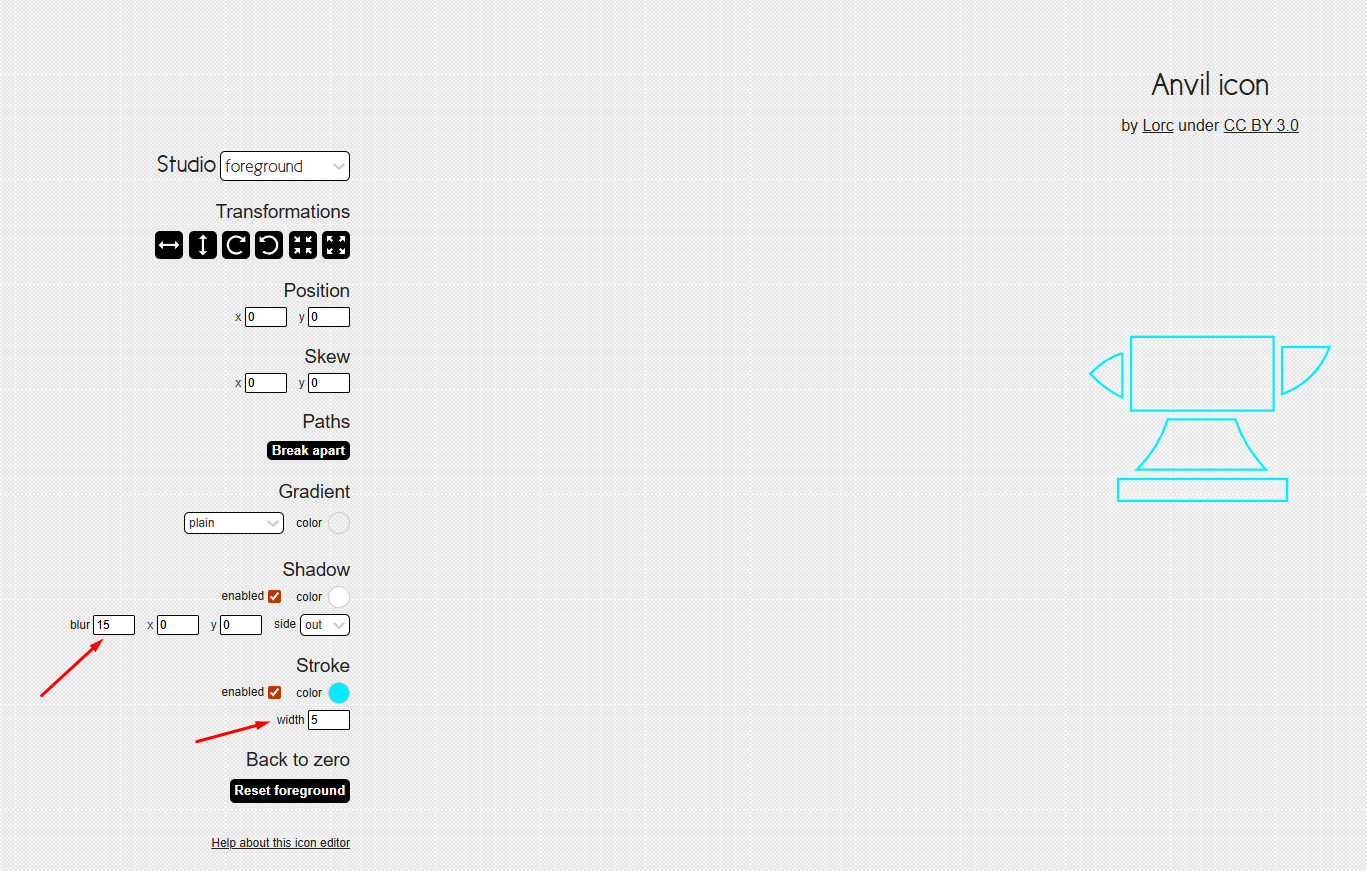 Anvil icon
by Lorc under CC BY 3.0
Studio foreground
Transformations
Position
x 0 y 0
Skew
x 0 y 0
Paths
Break apart
Gradient
plain color
Shadow
enabled color
blur 15 x 0 y 0 side out
Stroke
enabled color
width 5
Back to zero
Reset foreground
Help about this icon editor